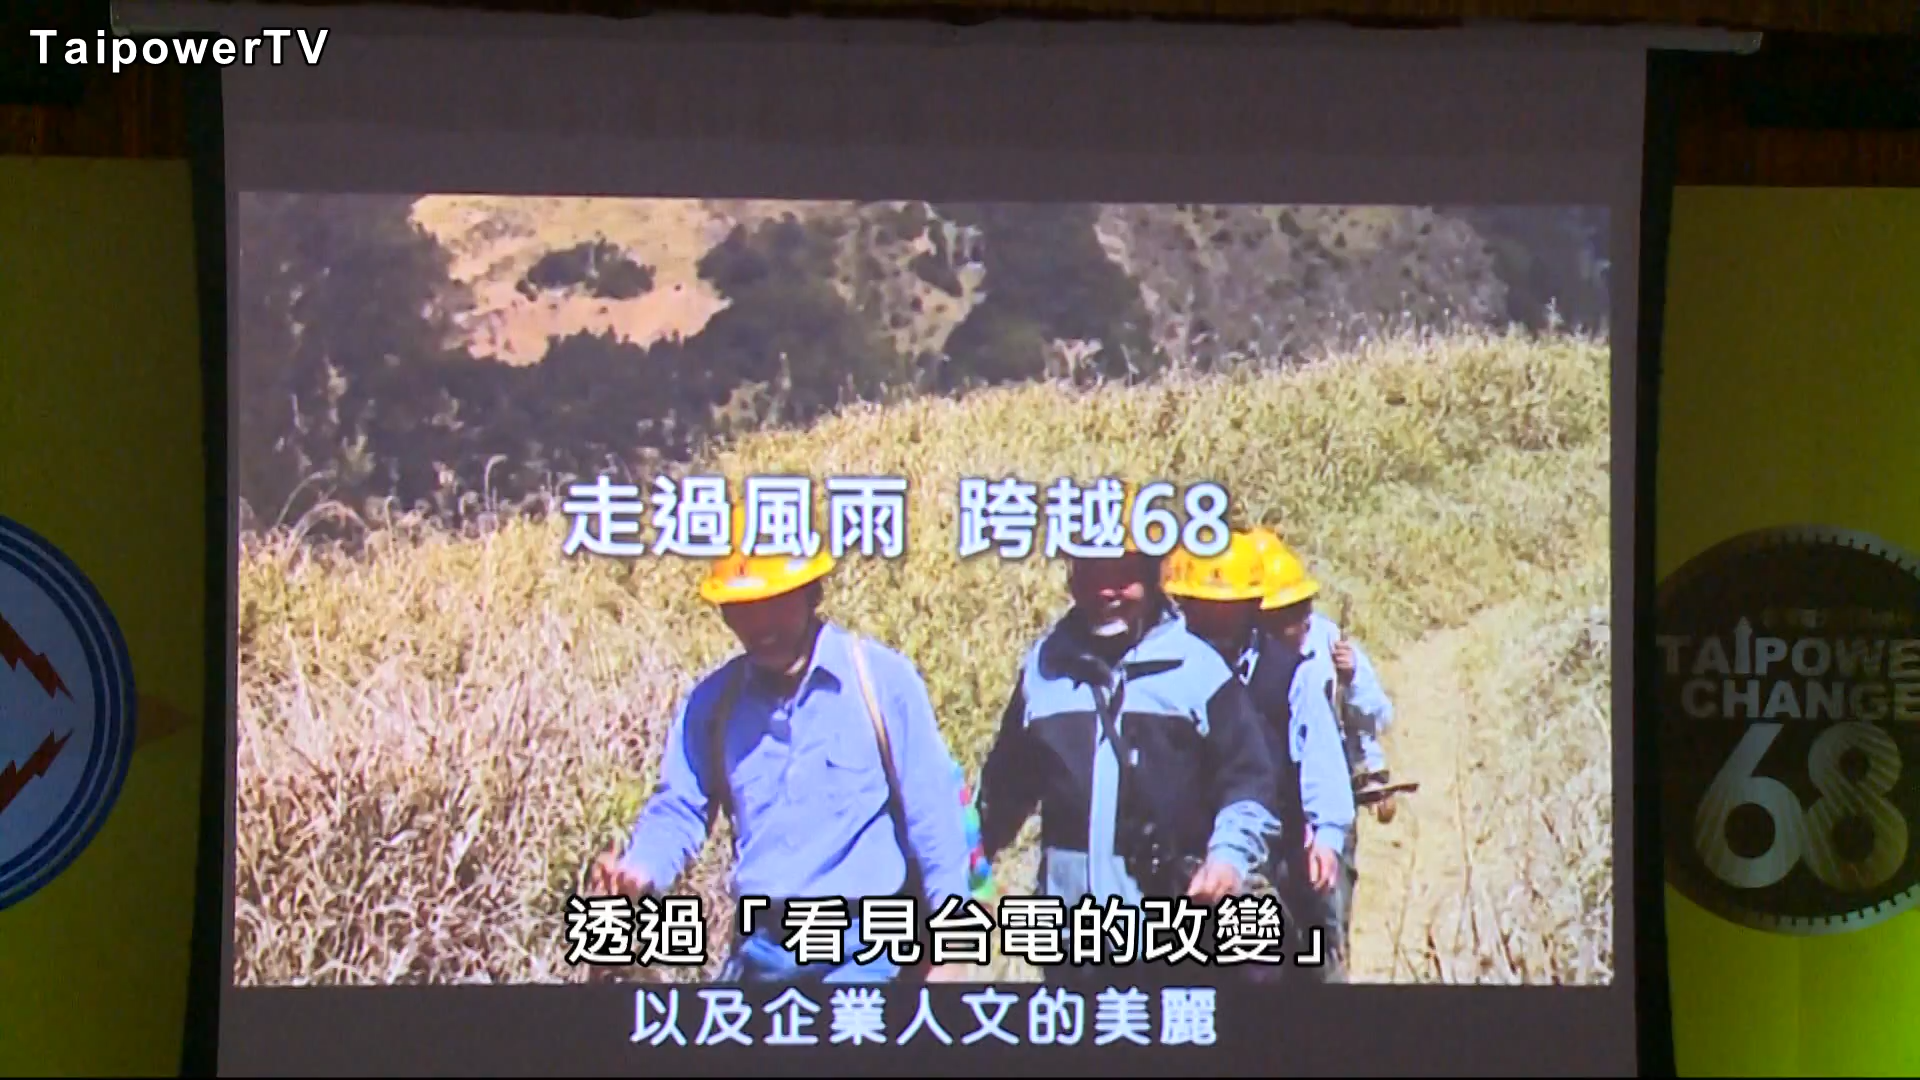 TaipowerTV
走過風雨 跨越68
TAIPOWE
CHANGE
68
透過「看見台電的改變」
以及企業人文的美麗